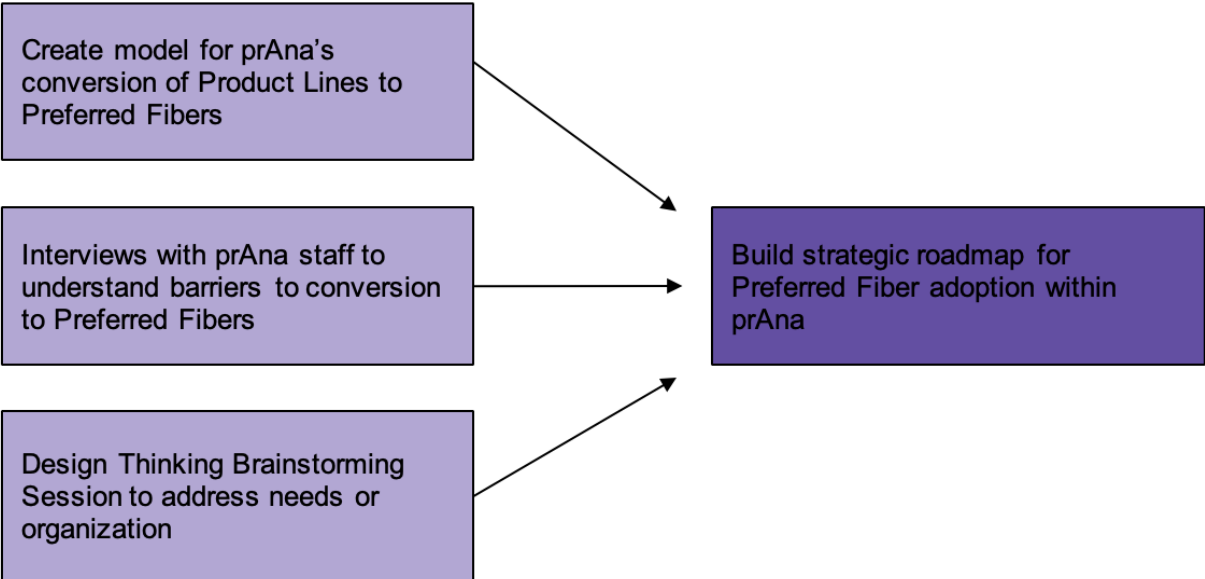 Create model for prAna’s
conversion of Product Lines to
Preferred Fibers
Interviews with prAna staff to
understand barriers to conversion
to Preferred Fibers
Design Thinking Brainstorming
Session to address needs or
organization
Build strategic roadmap for
Preferred Fiber adoption within
prAna